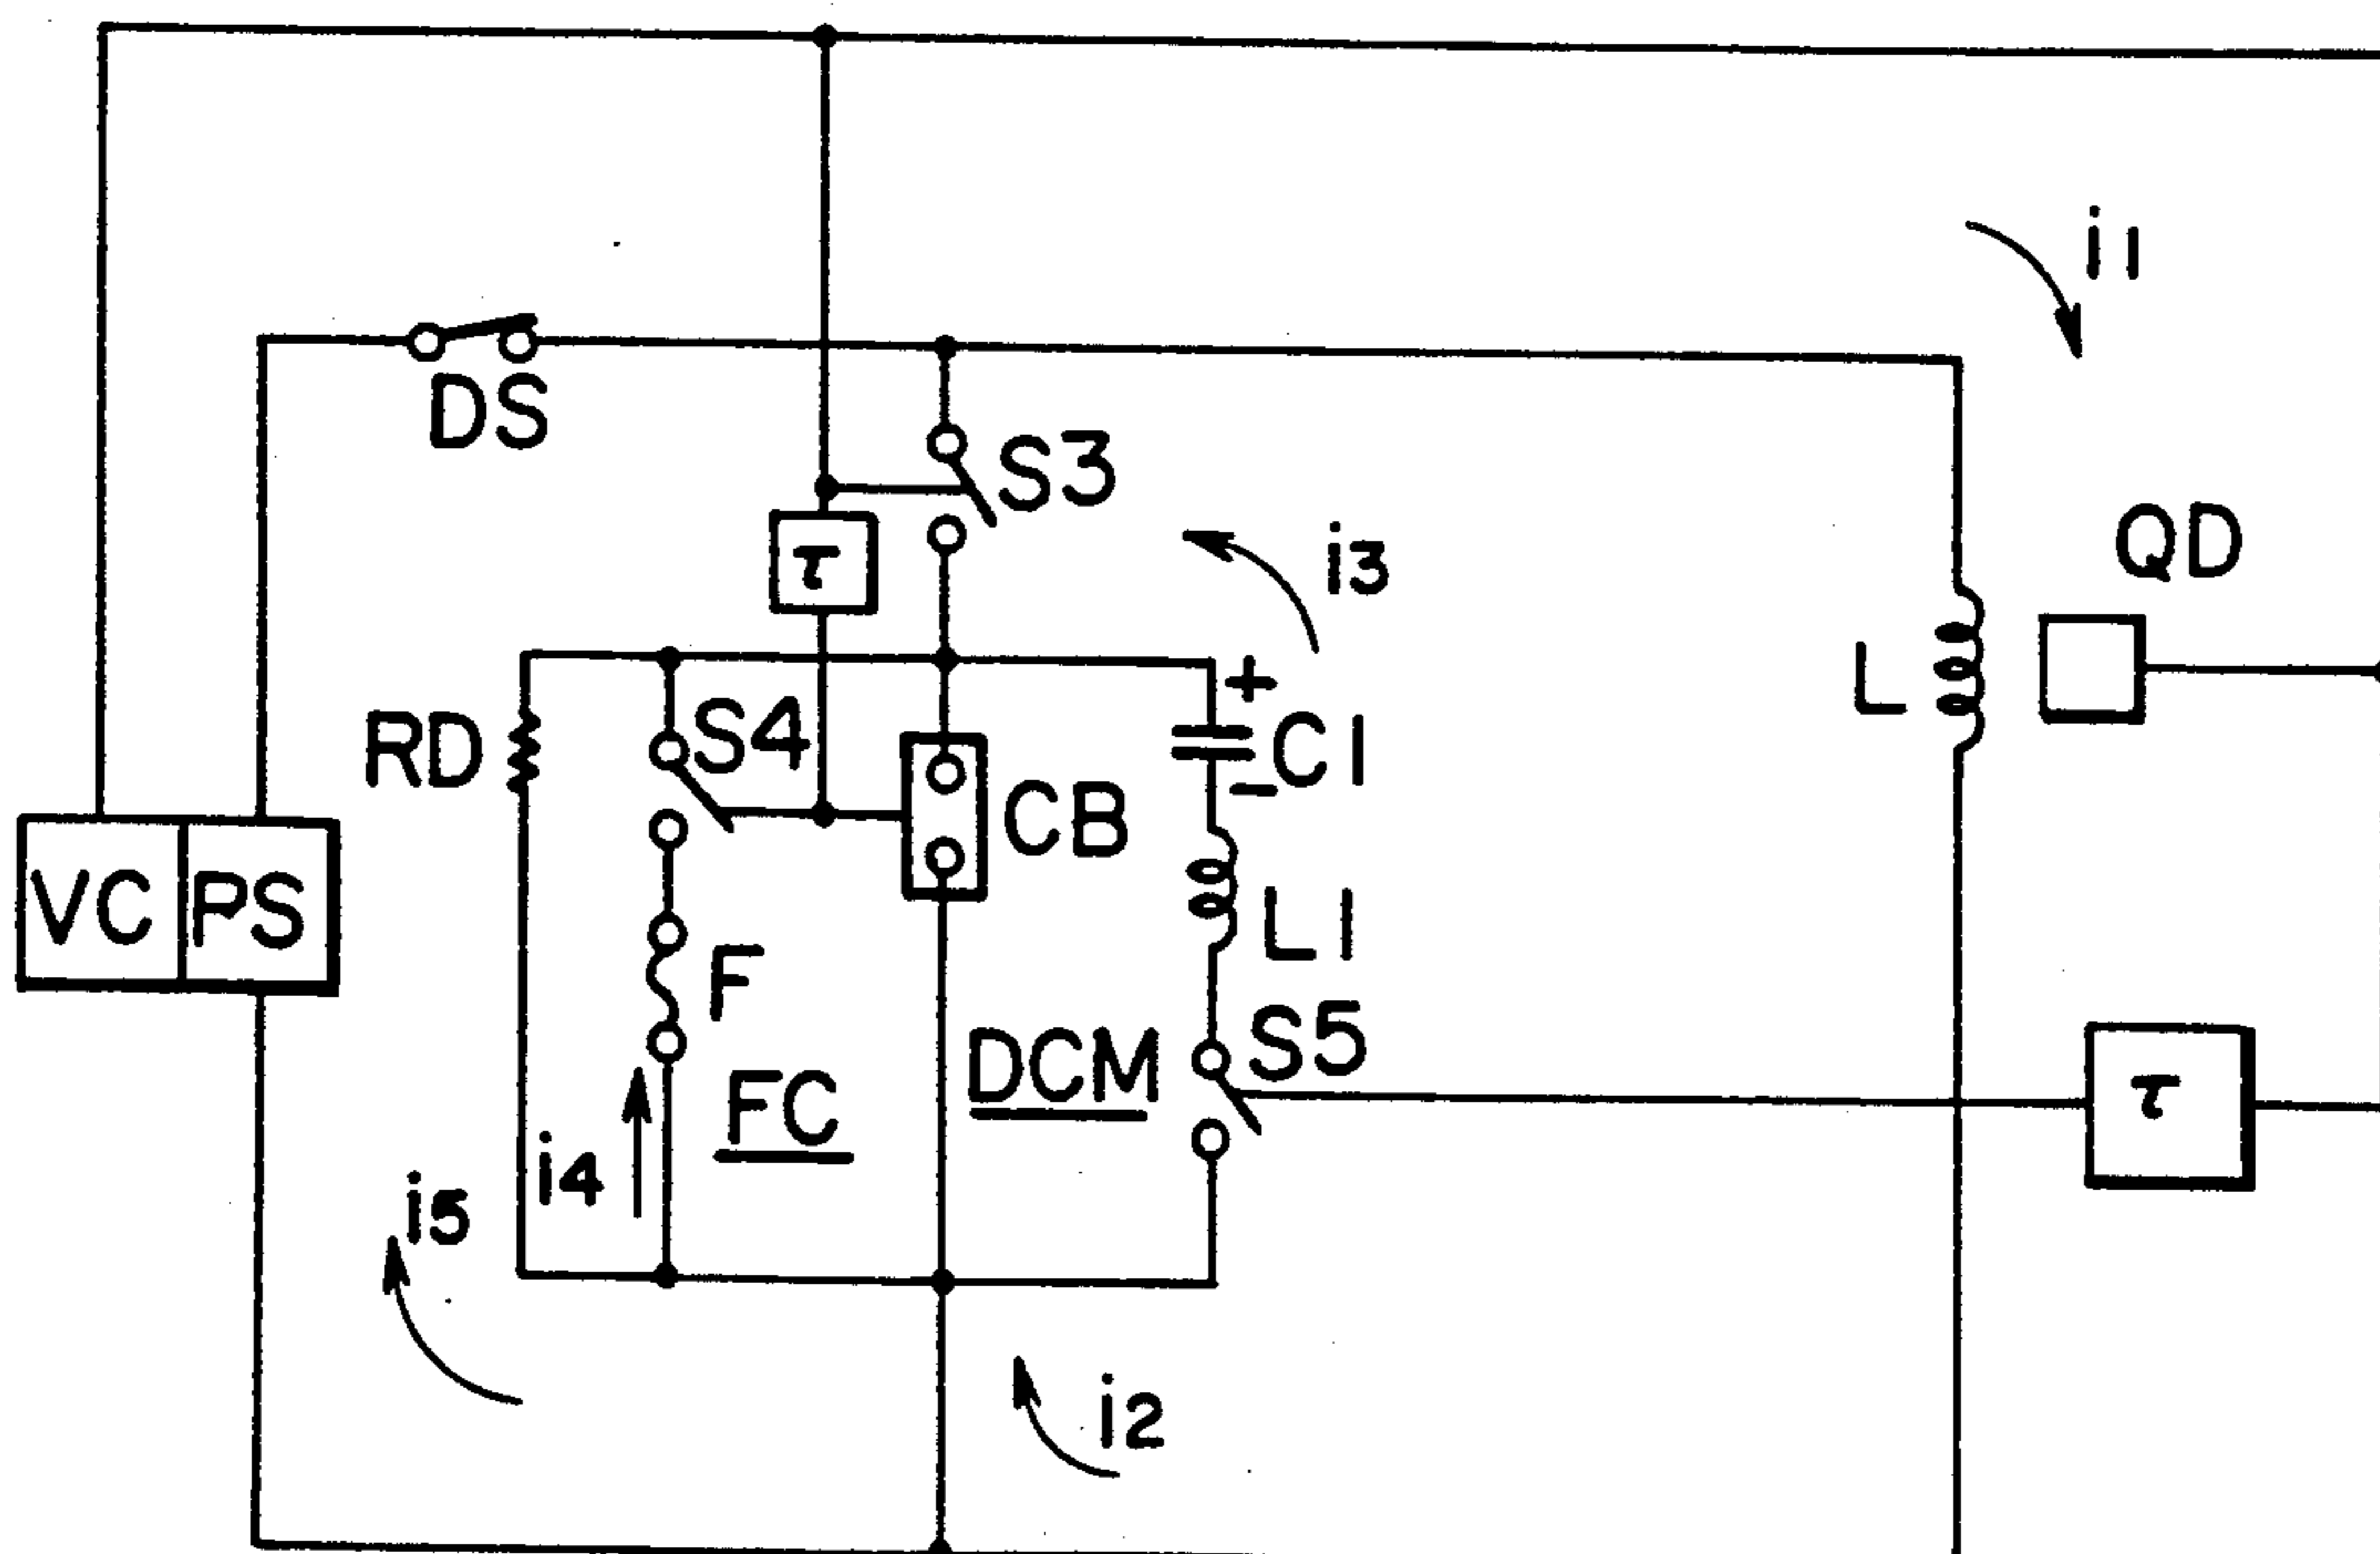 i1
DS
S3
QD
τ
i3
L
RD
S4
+
C1
-
CB
VC
PS
F
L1
DCM
S5
FC
τ
i4
i5
i2